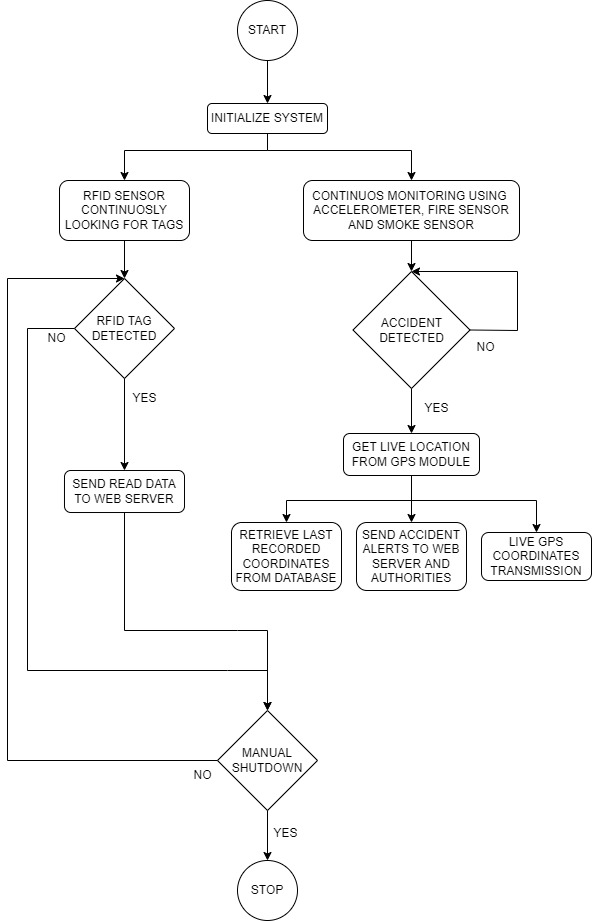 START
INITIALIZE SYSTEM
RFID SENSOR
CONTINUOSLY
LOOKING FOR TAGS
CONTINUOS MONITORING USING
ACCELEROMETER, FIRE SENSOR
AND SMOKE SENSOR
RFID TAG
DETECTED
NO
YES
ACCIDENT
DETECTED
NO
YES
GET LIVE LOCATION
FROM GPS MODULE
SEND READ DATA
TO WEB SERVER
RETRIEVE LAST
RECORDED
COORDINATES
FROM DATABASE
SEND ACCIDENT
ALERTS TO WEB
SERVER AND
AUTHORITIES
LIVE GPS
COORDINATES
TRANSMISSION
MANUAL
SHUTDOWN
NO
YES
STOP